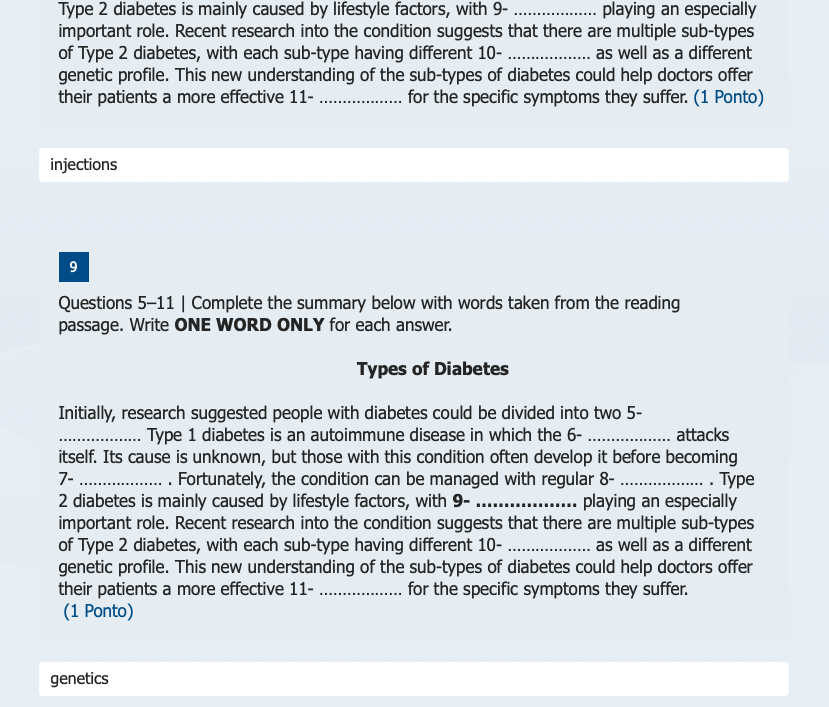 Type 2 diabetes is mainly caused by lifestyle factors, with 9- .................. playing an especially
important role. Recent research into the condition suggests that there are multiple sub-types
of Type 2 diabetes, with each sub-type having different 10- .................. as well as a different
genetic profile. This new understanding of the sub-types of diabetes could help doctors offer
their patients a more effective 11- .................. for the specific symptoms they suffer. (1 Ponto)
injections
9
Questions 5–11 | Complete the summary below with words taken from the reading
passage. Write ONE WORD ONLY for each answer.
Types of Diabetes
Initially, research suggested people with diabetes could be divided into two 5-
.................. Type 1 diabetes is an autoimmune disease in which the 6- .................. attacks
itself. Its cause is unknown, but those with this condition often develop it before becoming
7- .................. . Fortunately, the condition can be managed with regular 8- .................. . Type
2 diabetes is mainly caused by lifestyle factors, with 9- .................. playing an especially
important role. Recent research into the condition suggests that there are multiple sub-types
of Type 2 diabetes, with each sub-type having different 10- .................. as well as a different
genetic profile. This new understanding of the sub-types of diabetes could help doctors offer
their patients a more effective 11- .................. for the specific symptoms they suffer.
(1 Ponto)
genetics